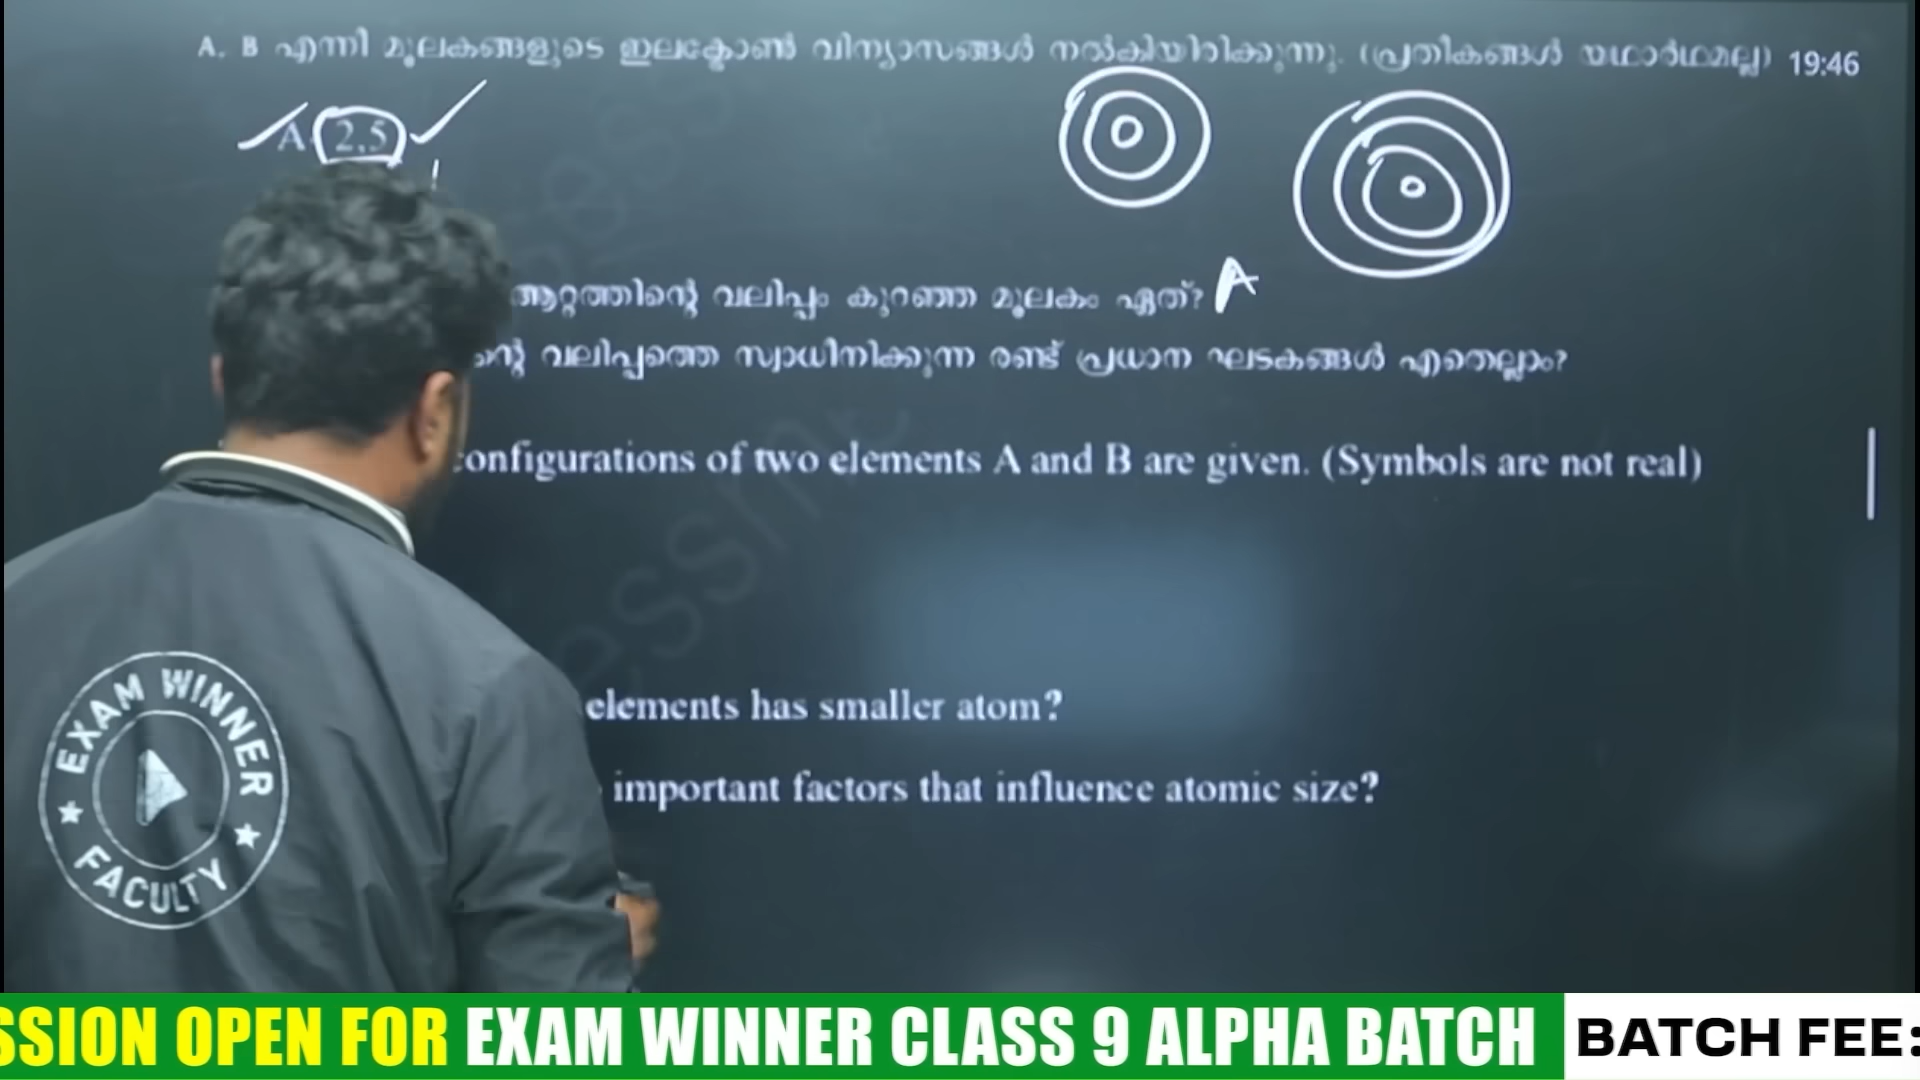 A, B എന്നീ മൂലകങ്ങളുടെ ഇലക്ട്രോൺ വിന്യാസങ്ങൾ നൽകിയിരിക്കുന്നു. (പ്രതീകങ്ങൾ യഥാർഥമല്ല) 19:46
A 2,5
ആറ്റത്തിന്റെ വലിപ്പം കുറഞ്ഞ മൂലകം ഏത്? A
വലിപ്പത്തെ സ്വാധീനിക്കുന്ന രണ്ട് പ്രധാന ഘടകങ്ങൾ എതെല്ലാം?
configurations of two elements A and B are given. (Symbols are not real)
elements has smaller atom?
important factors that influence atomic size?
EXAM WINNER
FACULTY
SSION OPEN FOR EXAM WINNER CLASS 9 ALPHA BATCH BATCH FEE: